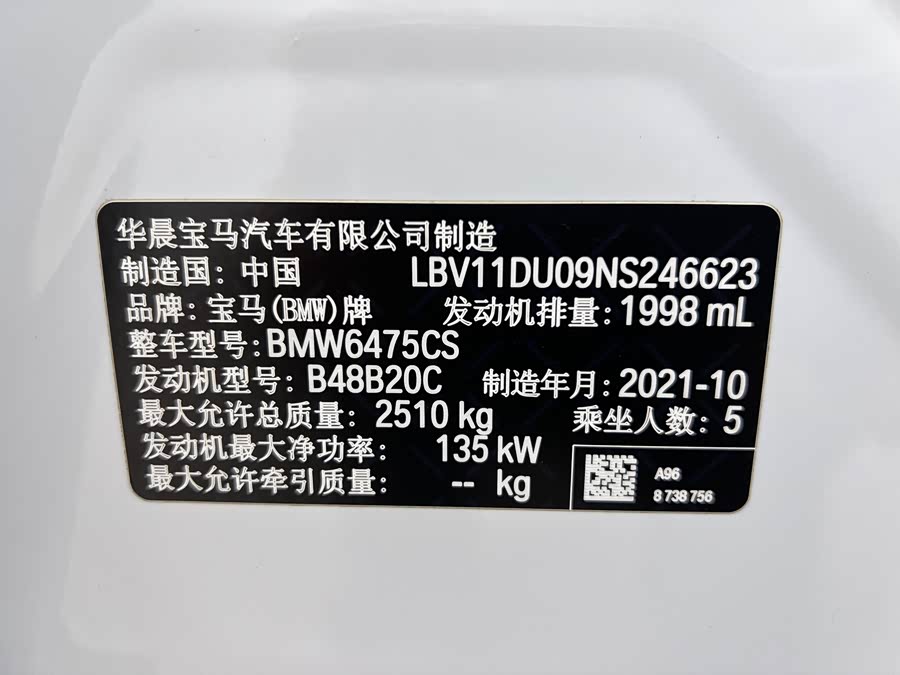 华晨宝马汽车有限公司制造
制造国：中国 LBV11DU09NS246623
品牌：宝马(BMW)牌 发动机排量：1998 mL
整车型号：BMW6475CS
发动机型号：B48B20C 制造年月：2021-10
最大允许总质量：2510 kg 乘坐人数：5
发动机最大净功率：135 kW
最大允许牵引质量：-- kg
A96
8 738 756